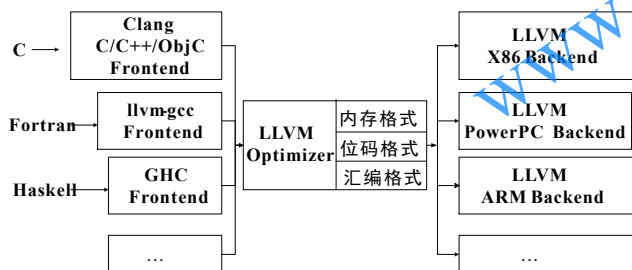 C
Clang
C/C++/ObjC
Frontend
Fortran
llvm-gcc
Frontend
Haskell
GHC
Frontend
...
LLVM
Optimizer
内存格式
位码格式
汇编格式
LLVM
X86 Backend
LLVM
PowerPC Backend
LLVM
ARM Backend
...
www